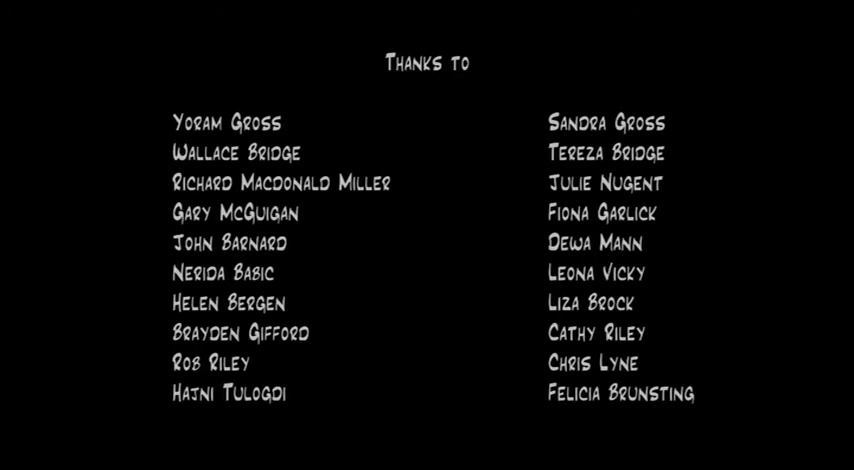 Thanks to
Yoram Gross
Wallace Bridge
Richard Macdonald Miller
Gary McGuigan
John Barnard
Nerida Babic
Helen Bergen
Brayden Gifford
Rob Riley
Hajni Tulogdi
Sandra Gross
Tereza Bridge
Julie Nugent
Fiona Garlick
Dewa Mann
Leona Vicky
Liza Brock
Cathy Riley
Chris Lyne
Felicia Brunsting